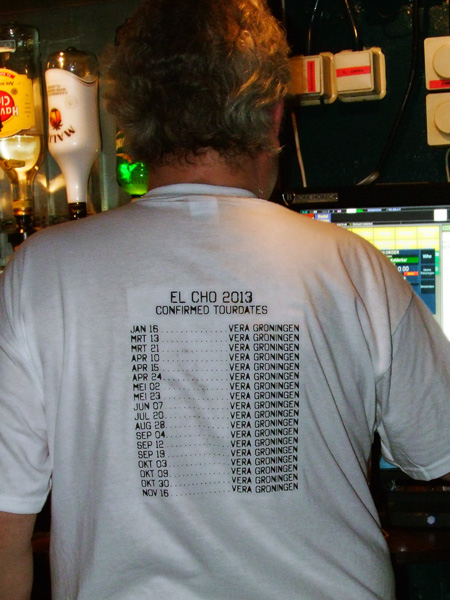 Hava
Clu
MALI
EL CHO 2013
CONFIRMED TOURDATES
JAN 16 VERA GRONINGEN
MRT 13 VERA GRONINGEN
MRT 21 VERA GRONINGEN
APR 10 VERA GRONINGEN
APR 15 VERA GRONINGEN
APR 24 VERA GRONINGEN
MEI 02 VERA GRONINGEN
MEI 23 VERA GRONINGEN
JUN 07 VERA GRONINGEN
JUL 20 VERA GRONINGEN
AUG 28 VERA GRONINGEN
SEP 04 VERA GRONINGEN
SEP 12 VERA GRONINGEN
SEP 19 VERA GRONINGEN
OKT 03 VERA GRONINGEN
OKT 09 VERA GRONINGEN
OKT 30 VERA GRONINGEN
NOV 16 VERA GRONINGEN